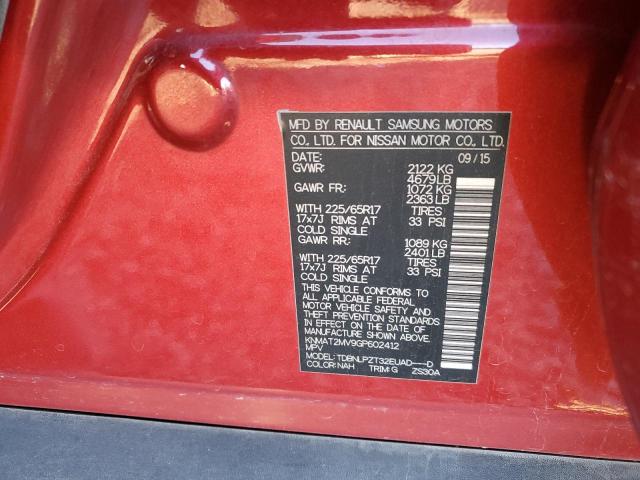 MFD BY RENAULT SAMSUNG MOTORS
CO., LTD. FOR NISSAN MOTOR CO., LTD.
DATE: 09/15
GVWR: 2122 KG
4679 LB
GAWR FR: 1072 KG
2363 LB
WITH 225/65R17 TIRES
17x7J RIMS AT 33 PSI
COLD SINGLE
GAWR RR: 1089 KG
2401 LB
WITH 225/65R17 TIRES
17x7J RIMS AT 33 PSI
COLD SINGLE
THIS VEHICLE CONFORMS TO
ALL APPLICABLE FEDERAL
MOTOR VEHICLE SAFETY AND
THEFT PREVENTION STANDARDS
IN EFFECT ON THE DATE OF
MANUFACTURE SHOWN ABOVE.
KNMAT2MV9GP602412
MPV
MODEL: TDBNLPZT32EUAD----D
COLOR: NAH TRIM: G ZS30A